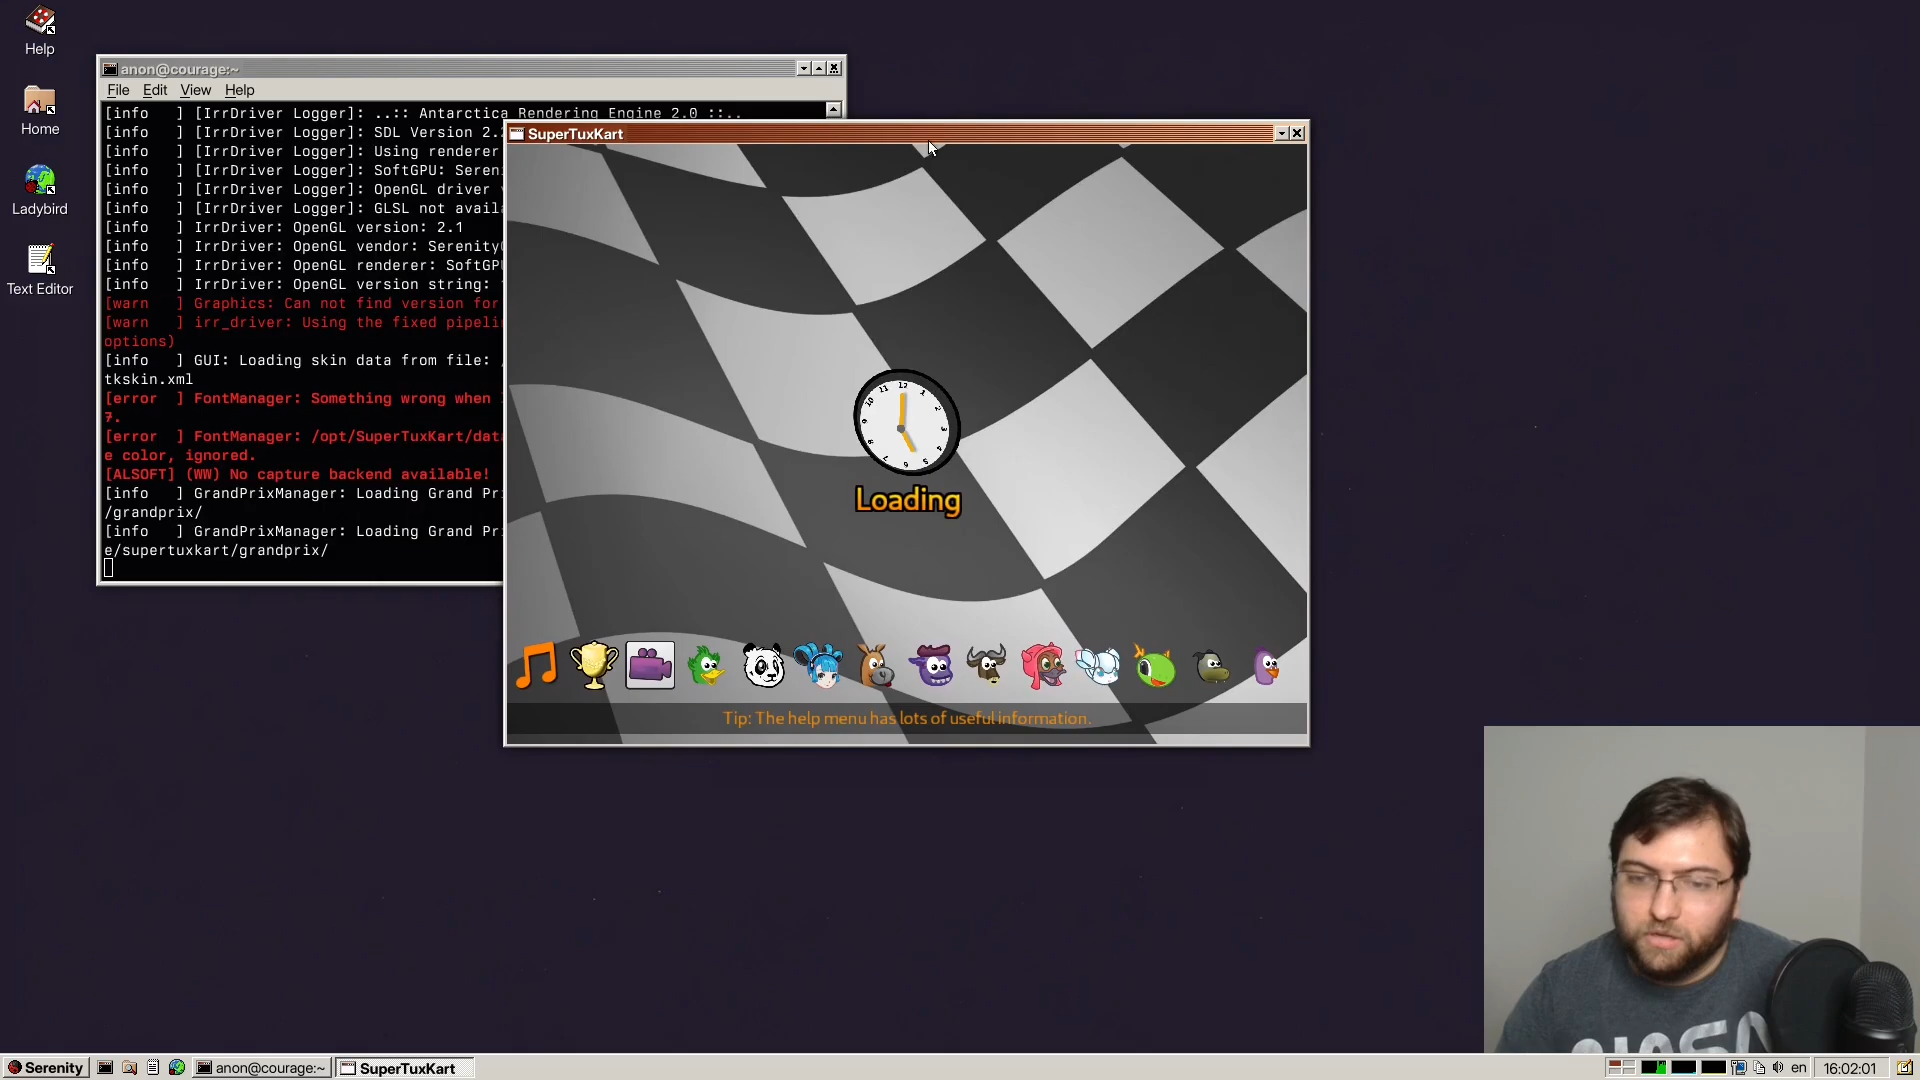 Help
Home
Ladybird
Text Editor
anon@courage:~
File Edit View Help
[info   ] [IrrDriver Logger]: ..:: Antarctica Rendering Engine 2.0 ::..
[info   ] [IrrDriver Logger]: SDL Version 2.
[info   ] [IrrDriver Logger]: Using renderer
[info   ] [IrrDriver Logger]: SoftGPU: Seren
[info   ] [IrrDriver Logger]: OpenGL driver
[info   ] [IrrDriver Logger]: GLSL not avail
[info   ] IrrDriver: OpenGL version: 2.1
[info   ] IrrDriver: OpenGL vendor: Serenity
[info   ] IrrDriver: OpenGL renderer: SoftGP
[info   ] IrrDriver: OpenGL version string:
[warn   ] Graphics: Can not find version for
[warn   ] irr_driver: Using the fixed pipeli
options)
[info   ] GUI: Loading skin data from file:
tkskin.xml
[error  ] FontManager: Something wrong when
7.
[error  ] FontManager: /opt/SuperTuxKart/dat
e color, ignored.
[ALSOFT] (WW) No capture backend available!
[info   ] GrandPrixManager: Loading Grand Pr
/grandprix/
[info   ] GrandPrixManager: Loading Grand Pr
e/supertuxkart/grandprix/
SuperTuxKart
Loading
Tip: The help menu has lots of useful information.
Serenity
anon@courage:~
SuperTuxKart
en
16:02:01